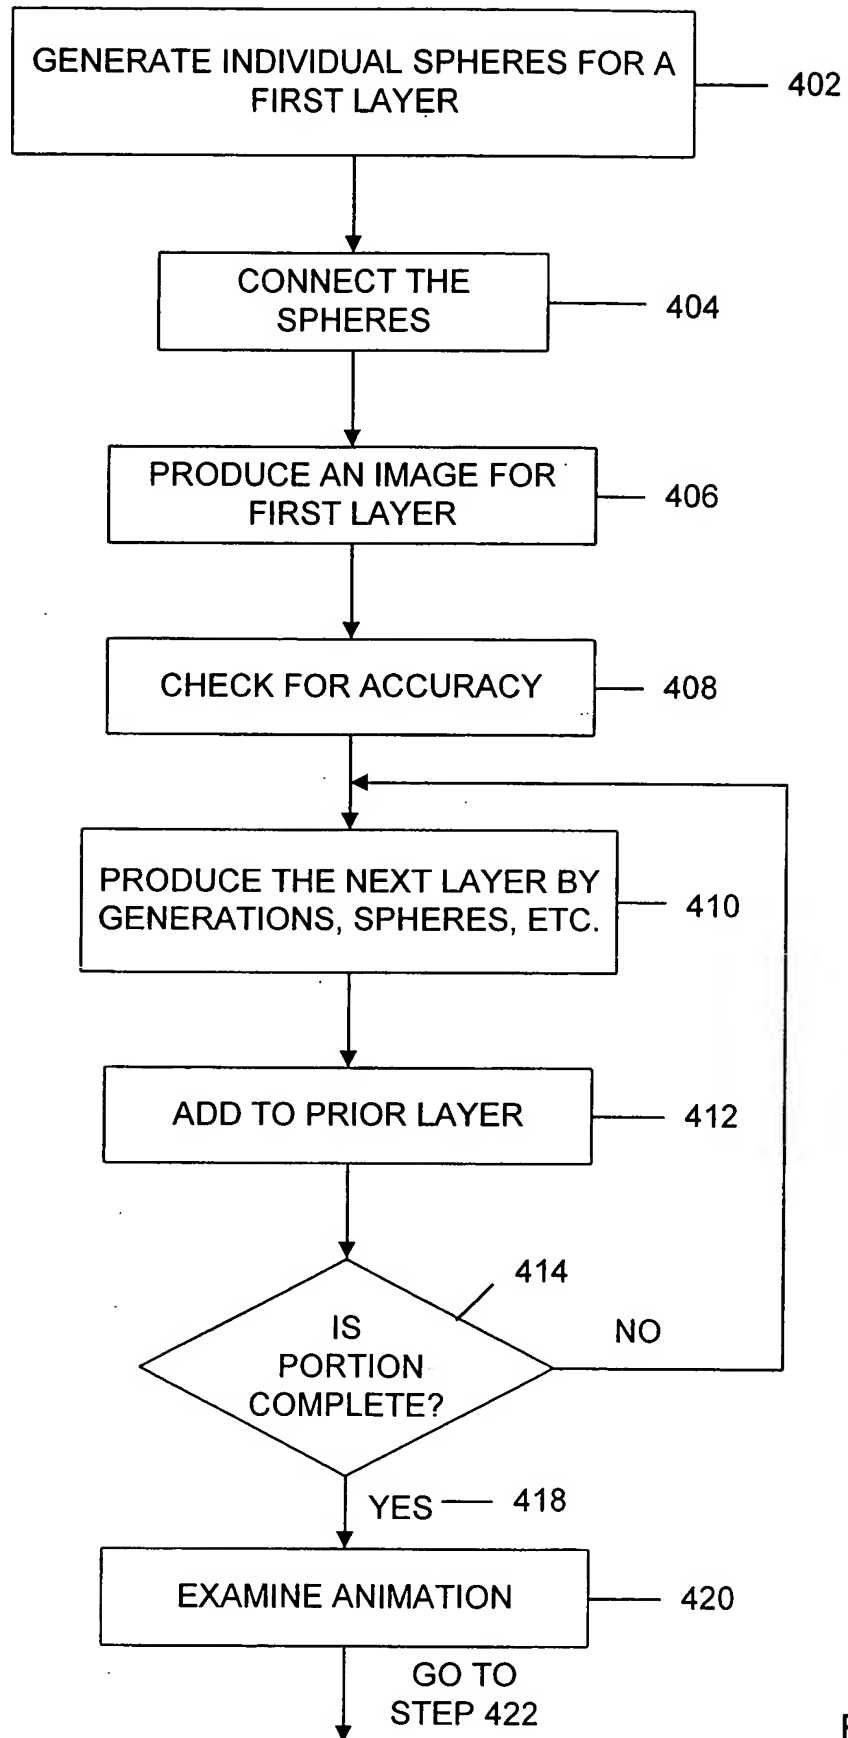 GENERATE INDIVIDUAL SPHERES FOR A
FIRST LAYER
402
CONNECT THE
SPHERES
404
PRODUCE AN IMAGE FOR
FIRST LAYER
406
CHECK FOR ACCURACY
408
PRODUCE THE NEXT LAYER BY
GENERATIONS, SPHERES, ETC.
410
ADD TO PRIOR LAYER
412
414
IS
PORTION
COMPLETE?
NO
YES
418
EXAMINE ANIMATION
420
GO TO
STEP 422